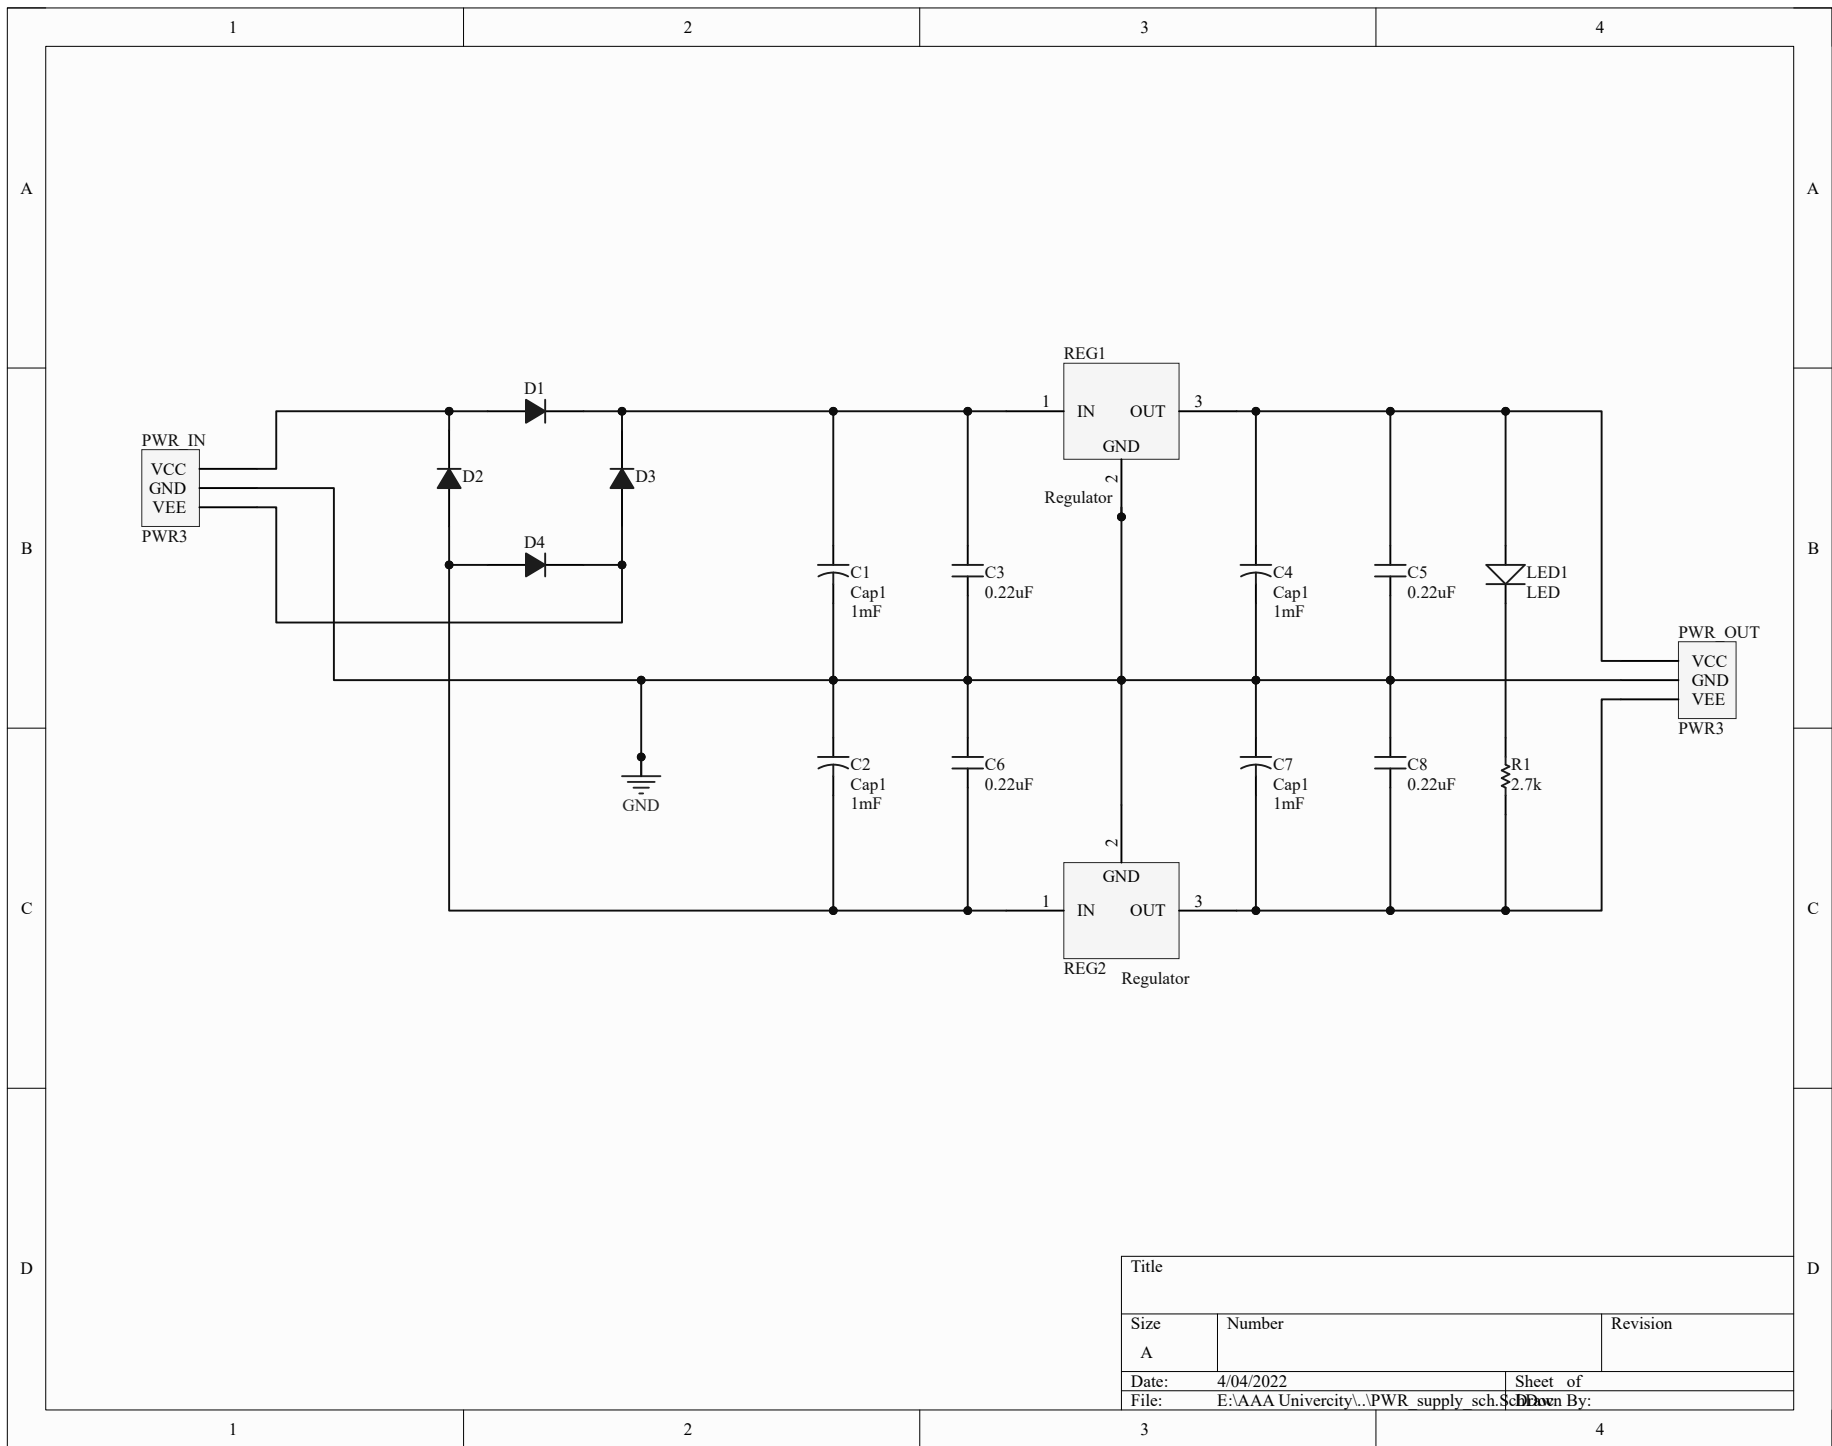 1 2 3 4
A A
REG1
B B
D1
1 IN OUT 3
PWR_IN
VCC
GND
VEE
PWR3
GND
2
D2 D3
Regulator
D4
C1
Cap1
1mF
C3
0.22uF
C4
Cap1
1mF
C5
0.22uF
LED1
LED
PWR_OUT
VCC
GND
VEE
PWR3
C2
Cap1
1mF
C6
0.22uF
C7
Cap1
1mF
C8
0.22uF
R1
2.7k
GND
2
GND
C C
1 IN OUT 3
REG2
Regulator
D D
Title
Size Number Revision
A
Date: 4/04/2022 Sheet of
File: E:\AAA Univercity\..\PWR_supply_sch.SchDoc Drawn By:
1 2 3 4